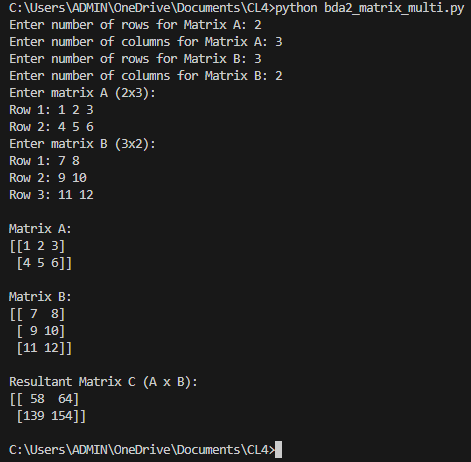 C:\Users\ADMIN\OneDrive\Documents\CL4>python bda2_matrix_multi.py
Enter number of rows for Matrix A: 2
Enter number of columns for Matrix A: 3
Enter number of rows for Matrix B: 3
Enter number of columns for Matrix B: 2
Enter matrix A (2x3):
Row 1: 1 2 3
Row 2: 4 5 6
Enter matrix B (3x2):
Row 1: 7 8
Row 2: 9 10
Row 3: 11 12
Matrix A:
[[1 2 3]
 [4 5 6]]
Matrix B:
[[ 7  8]
 [ 9 10]
 [11 12]]
Resultant Matrix C (A x B):
[[ 58  64]
 [139 154]]
C:\Users\ADMIN\OneDrive\Documents\CL4>